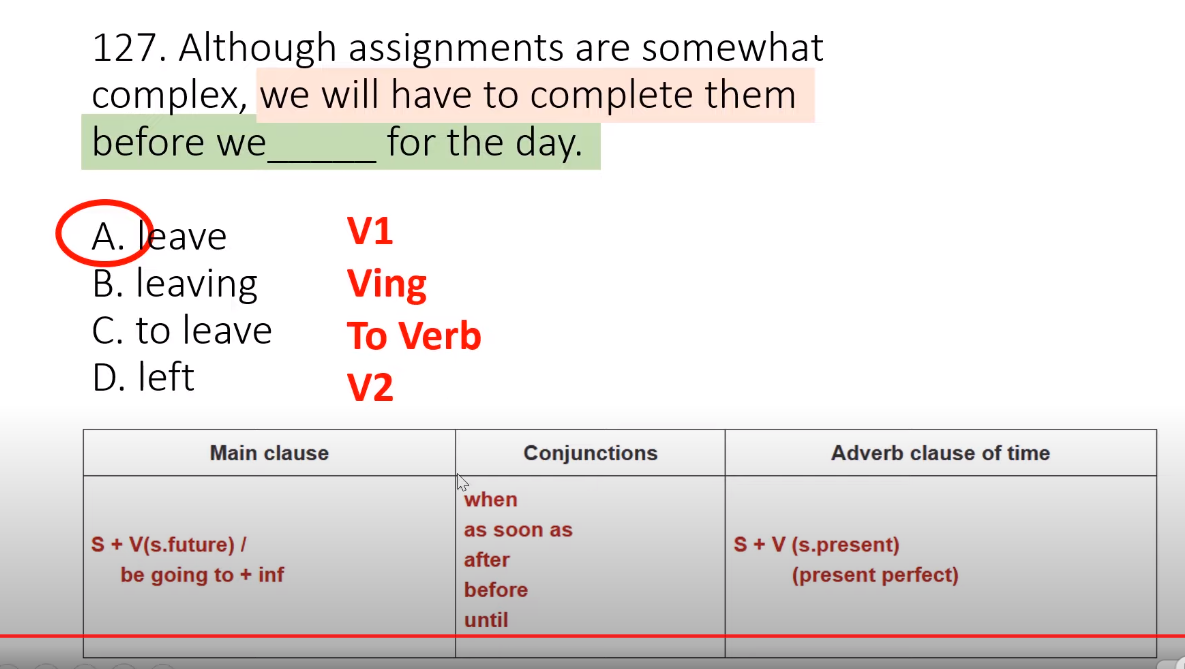 127. Although assignments are somewhat
complex, we will have to complete them
before we_____ for the day.
A. leave V1
B. leaving Ving
C. to leave To Verb
D. left V2
Main clause Conjunctions Adverb clause of time
when
as soon as
S + V(s.future) / S + V (s.present)
after
be going to + inf (present perfect)
before
until